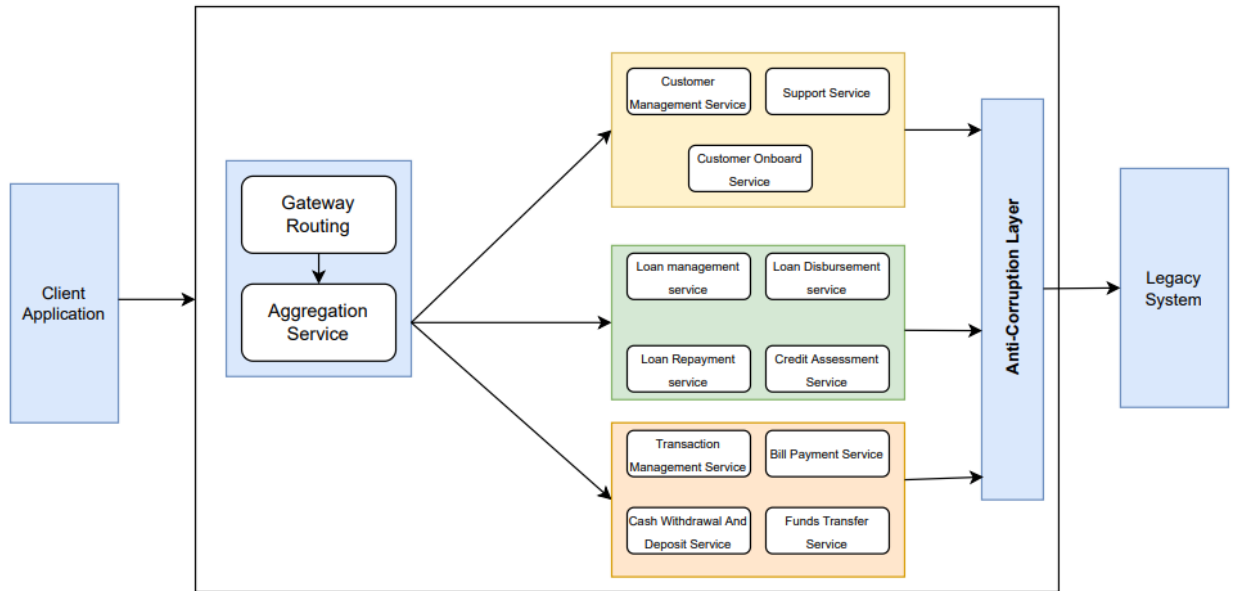 Client
Application
Gateway
Routing
Aggregation
Service
Customer
Management Service
Support Service
Customer Onboard
Service
Loan management
service
Loan Disbursement
service
Loan Repayment
service
Credit Assessment
Service
Transaction
Management Service
Bill Payment Service
Cash Withdrawal And
Deposit Service
Funds Transfer
Service
Anti-Corruption Layer
Legacy
System